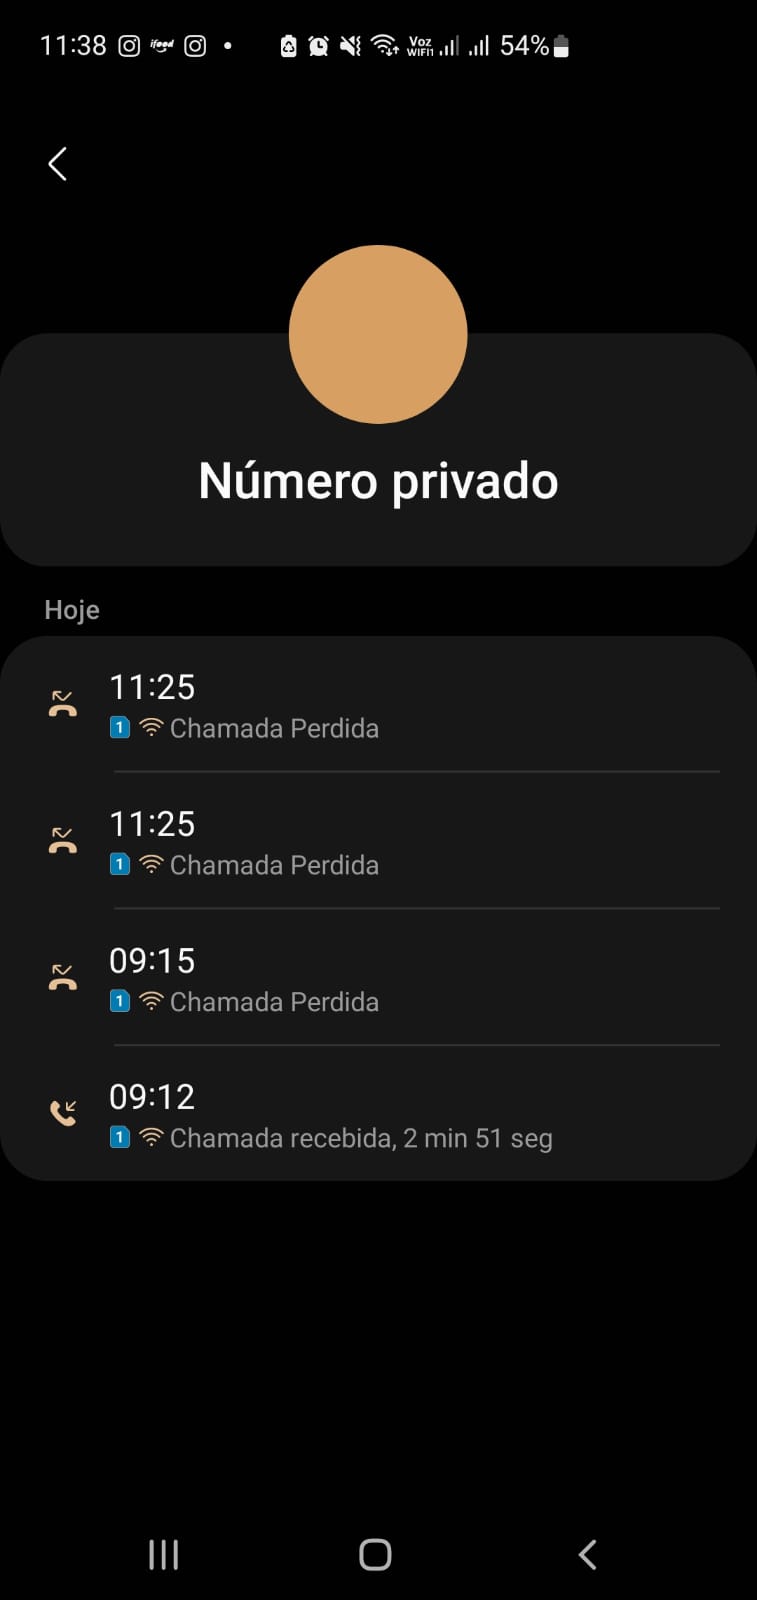 11:38 ifood Voz WiFi1 54%
Número privado
Hoje
11:25
1 Chamada Perdida
11:25
1 Chamada Perdida
09:15
1 Chamada Perdida
09:12
1 Chamada recebida, 2 min 51 seg